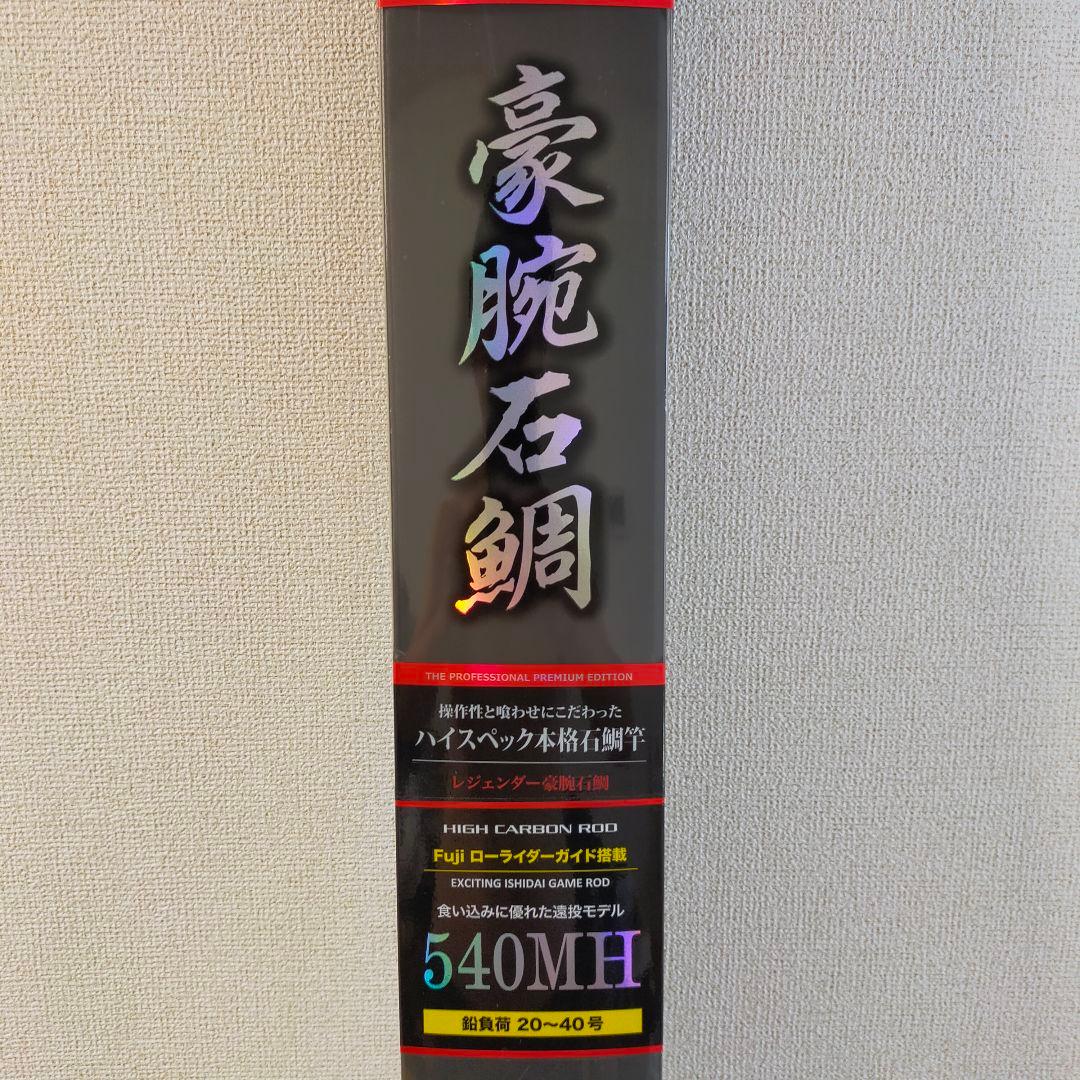 豪腕石鯛
THE PROFESSIONAL PREMIUM EDITION
操作性と喰わせにこだわった
ハイスペック本格石鯛竿
レジェンダー豪腕石鯛
HIGH CARBON ROD
Fuji ローライダーガイド搭載
EXCITING ISHIDAI GAME ROD
食い込みに優れた遠投モデル
540MH
鉛負荷 20〜40号